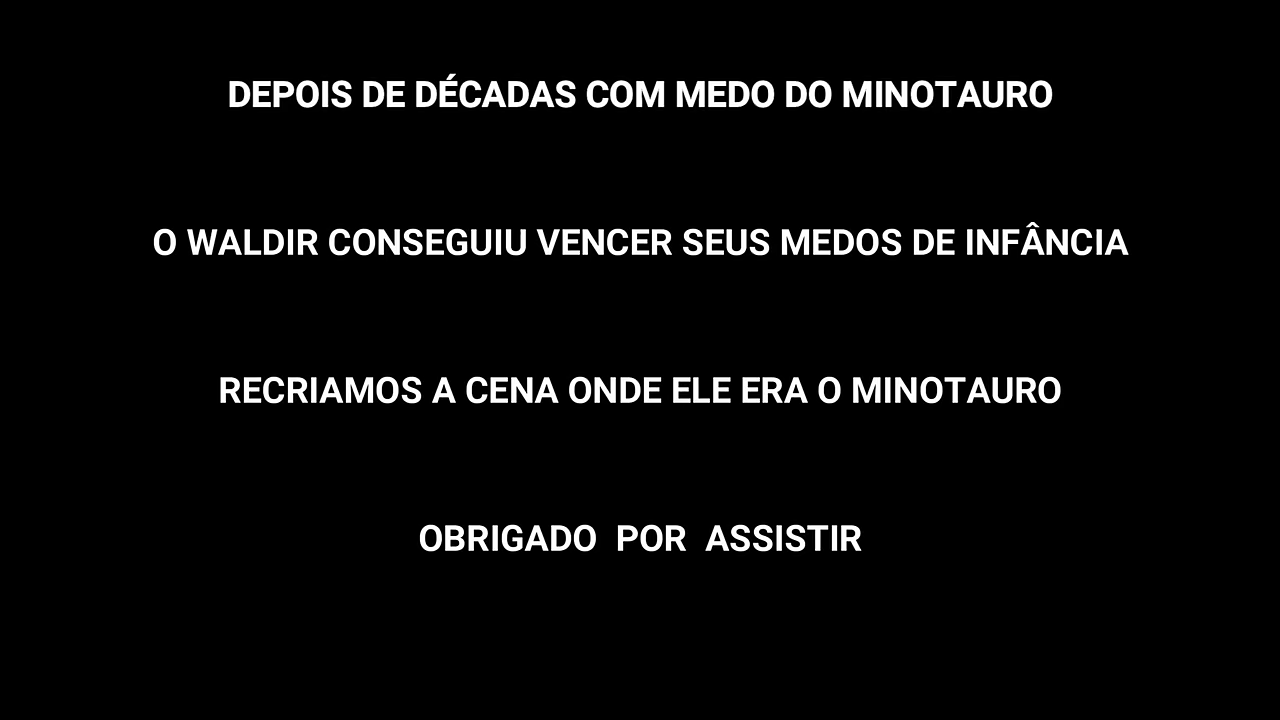 DEPOIS DE DÉCADAS COM MEDO DO MINOTAURO
O WALDIR CONSEGUIU VENCER SEUS MEDOS DE INFÂNCIA
RECRIAMOS A CENA ONDE ELE ERA O MINOTAURO
OBRIGADO POR ASSISTIR